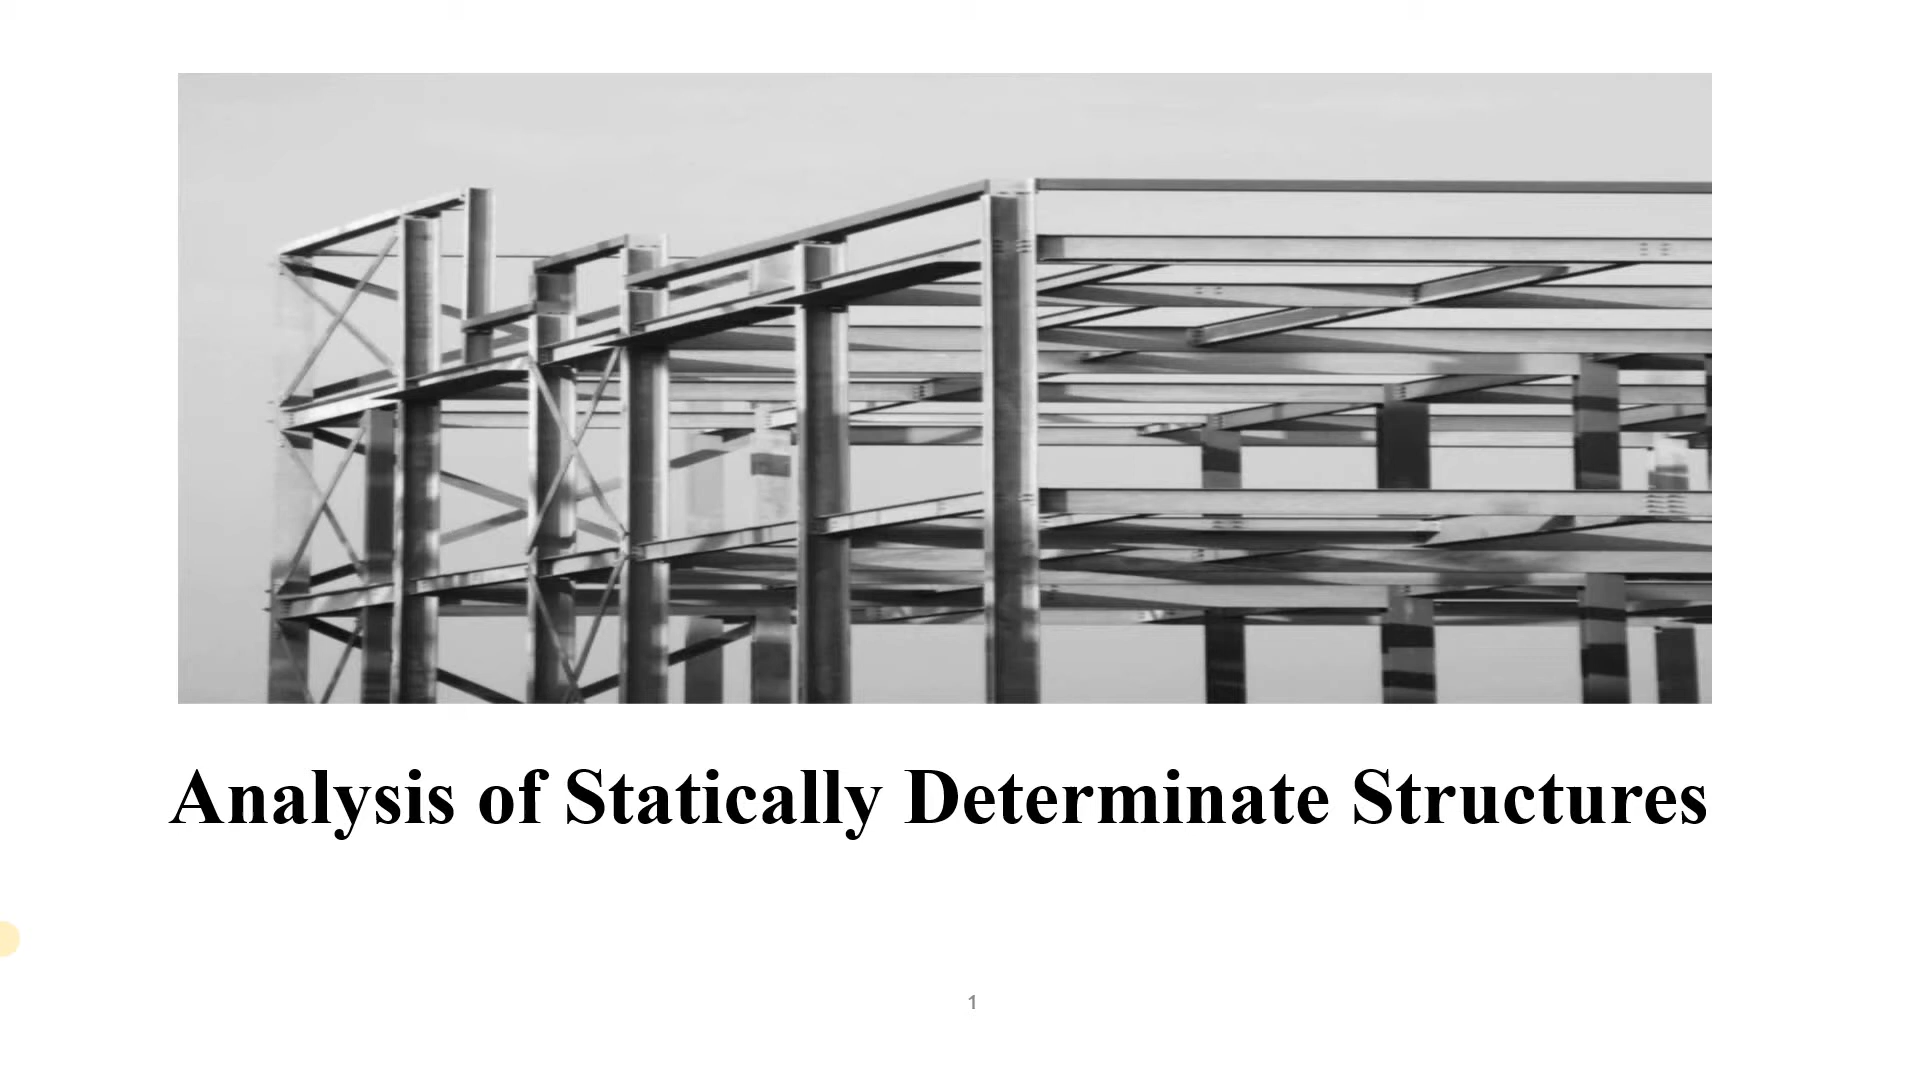 Analysis of Statically Determinate Structures
1